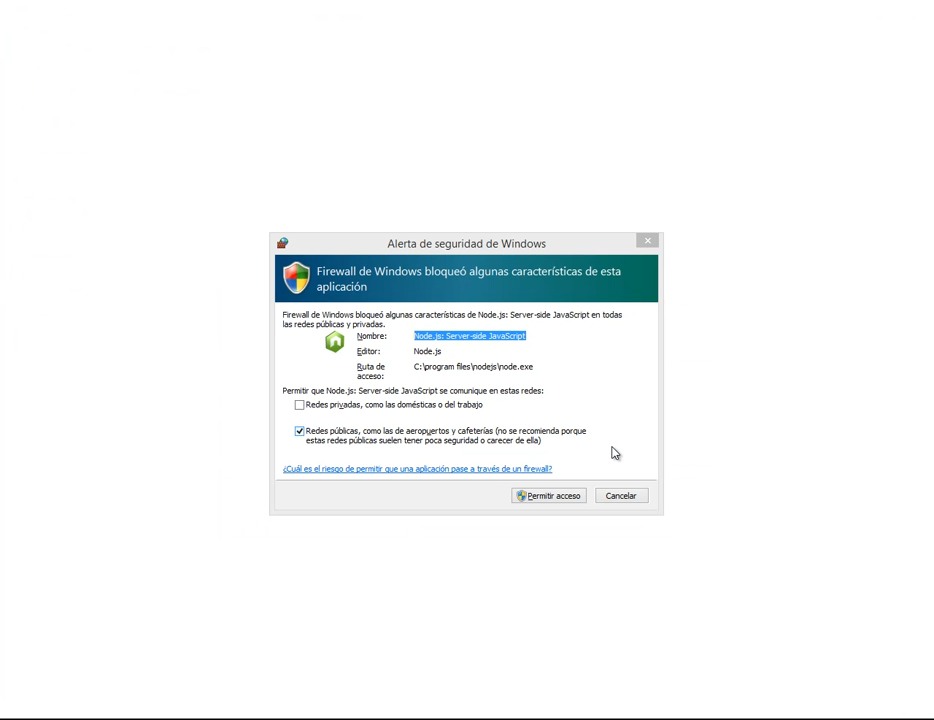 Alerta de seguridad de Windows
Firewall de Windows bloqueó algunas características de esta
aplicación
Firewall de Windows bloqueó algunas características de Node.js: Server-side JavaScript en todas
las redes públicas y privadas.
Nombre: Node.js: Server-side JavaScript
Editor: Node.js
Ruta de C:\program files\nodejs\node.exe
acceso:
Permitir que Node.js: Server-side JavaScript se comunique en estas redes:
Redes privadas, como las domésticas o del trabajo
Redes públicas, como las de aeropuertos y cafeterías (no se recomienda porque
estas redes públicas suelen tener poca seguridad o carecer de ella)
¿Cuál es el riesgo de permitir que una aplicación pase a través de un firewall?
Permitir acceso Cancelar